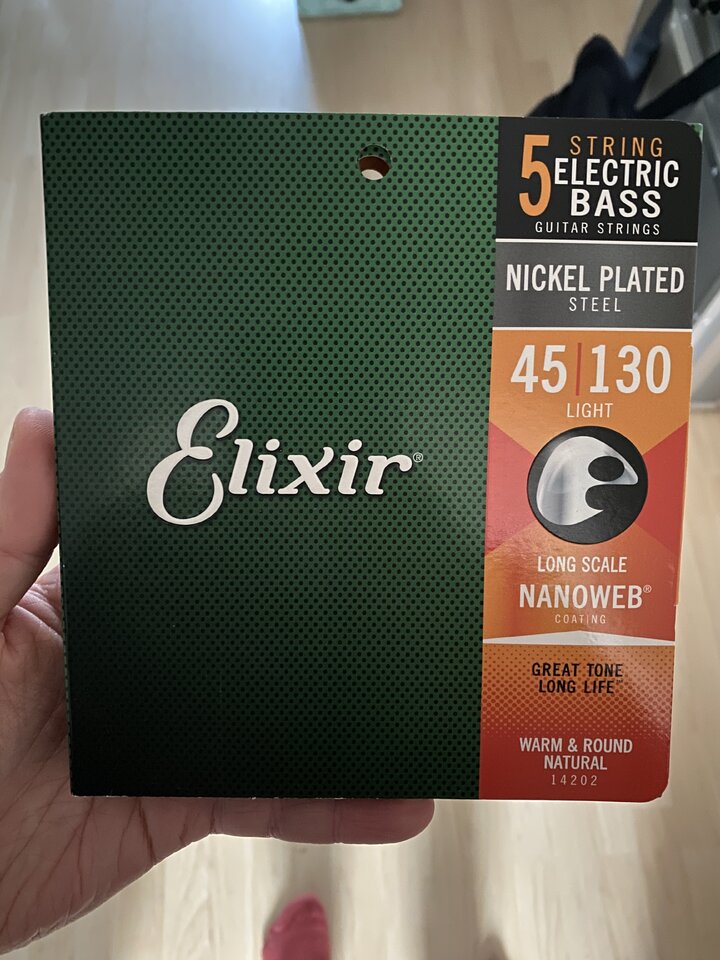 Elixir®
5 STRING
ELECTRIC
BASS
GUITAR STRINGS
NICKEL PLATED
STEEL
45|130
LIGHT
LONG SCALE
NANOWEB®
COATING
GREAT TONE
LONG LIFE™
WARM & ROUND
NATURAL
14202